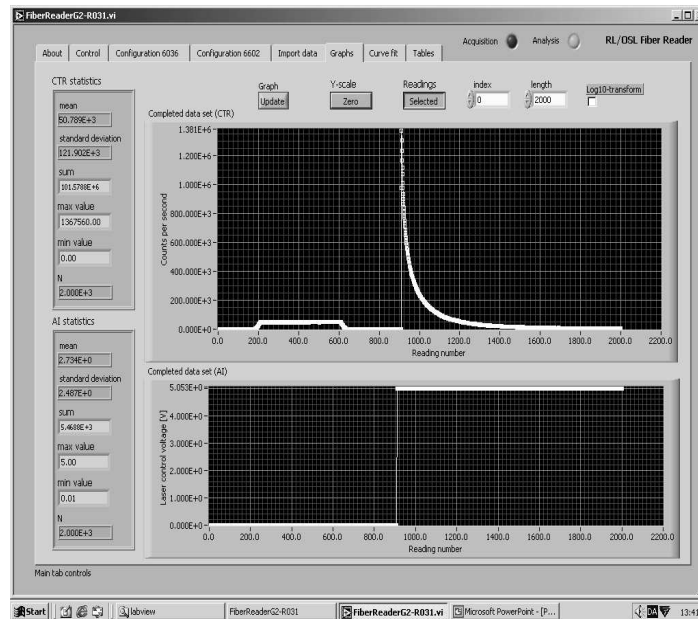 FiberReaderG2-R031.vi
Acquisition Analysis RL/OSL Fiber Reader
About Control Configuration 6036 Configuration 6602 Import data Graphs Curve fit Tables
CTR statistics
mean
50.789E+3
standard deviation
121.902E+3
sum
101.5788E+6
max value
1367560.00
min value
0.00
N
2.000E+3
AI statistics
mean
2.734E+0
standard deviation
2.487E+0
sum
5.4688E+3
max value
5.00
min value
0.01
N
2.000E+3
Graph Y-scale Readings index length Log10-transform
Update Zero Selected 0 2000
Completed data set (CTR)
1.381E+6
1.200E+6
1.000E+6
800.000E+3
600.000E+3
400.000E+3
200.000E+3
0.000E+0
Counts per second
0.0 200.0 400.0 600.0 800.0 1000.0 1200.0 1400.0 1600.0 1800.0 2000.0 2200.0
Reading number
Completed data set (AI)
5.053E+0
4.000E+0
3.000E+0
2.000E+0
1.000E+0
0.000E+0
Laser control voltage [V]
0.0 200.0 400.0 600.0 800.0 1000.0 1200.0 1400.0 1600.0 1800.0 2000.0 2200.0
Reading number
Main tab controls
Start labview FiberReaderG2-R031 FiberReaderG2-R031.vi Microsoft PowerPoint - [P... DA 13:41